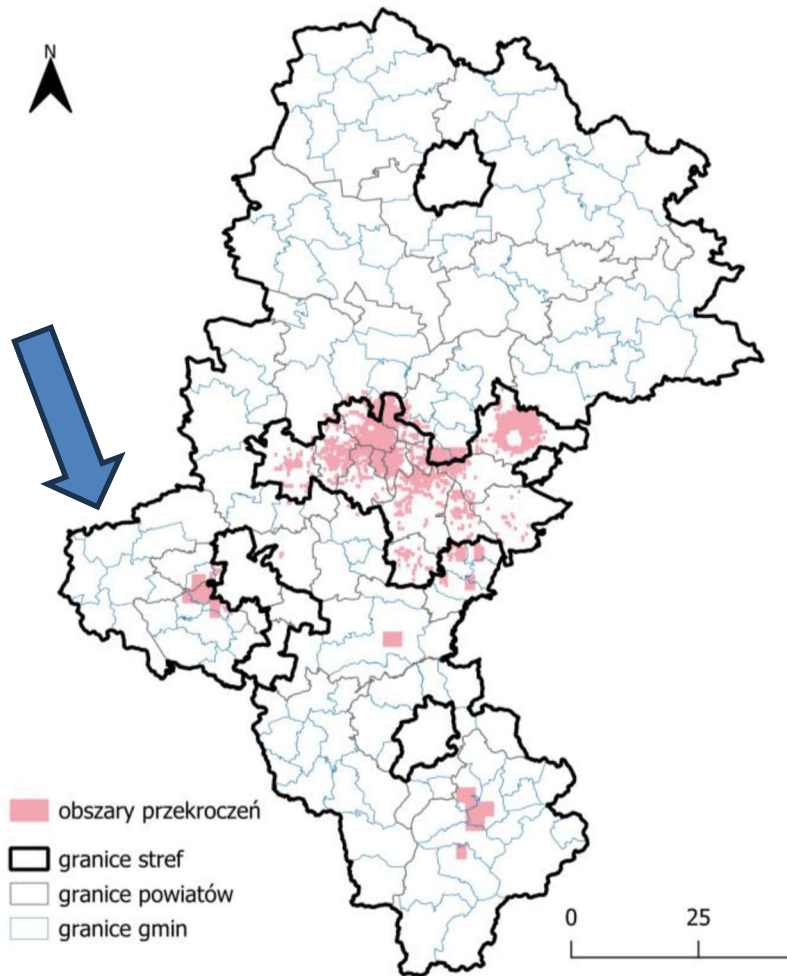 N
obszary przekroczeń
granice stref
granice powiatów
granice gmin
0 25